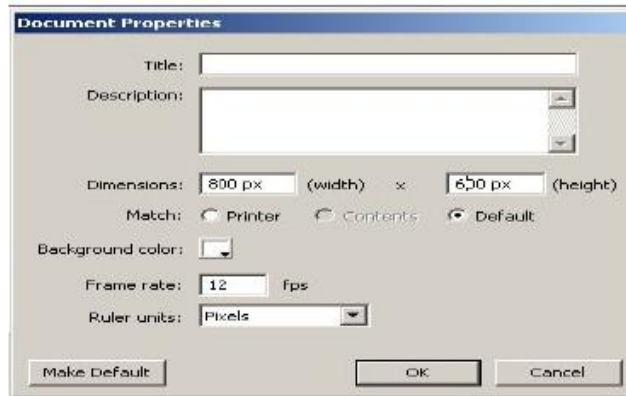 Document Properties
Title:
Description:
Dimensions: 800 px (width) x 600 px (height)
Match: Printer Contents Default
Background color:
Frame rate: 12 fps
Ruler units: Pixels
Make Default OK Cancel